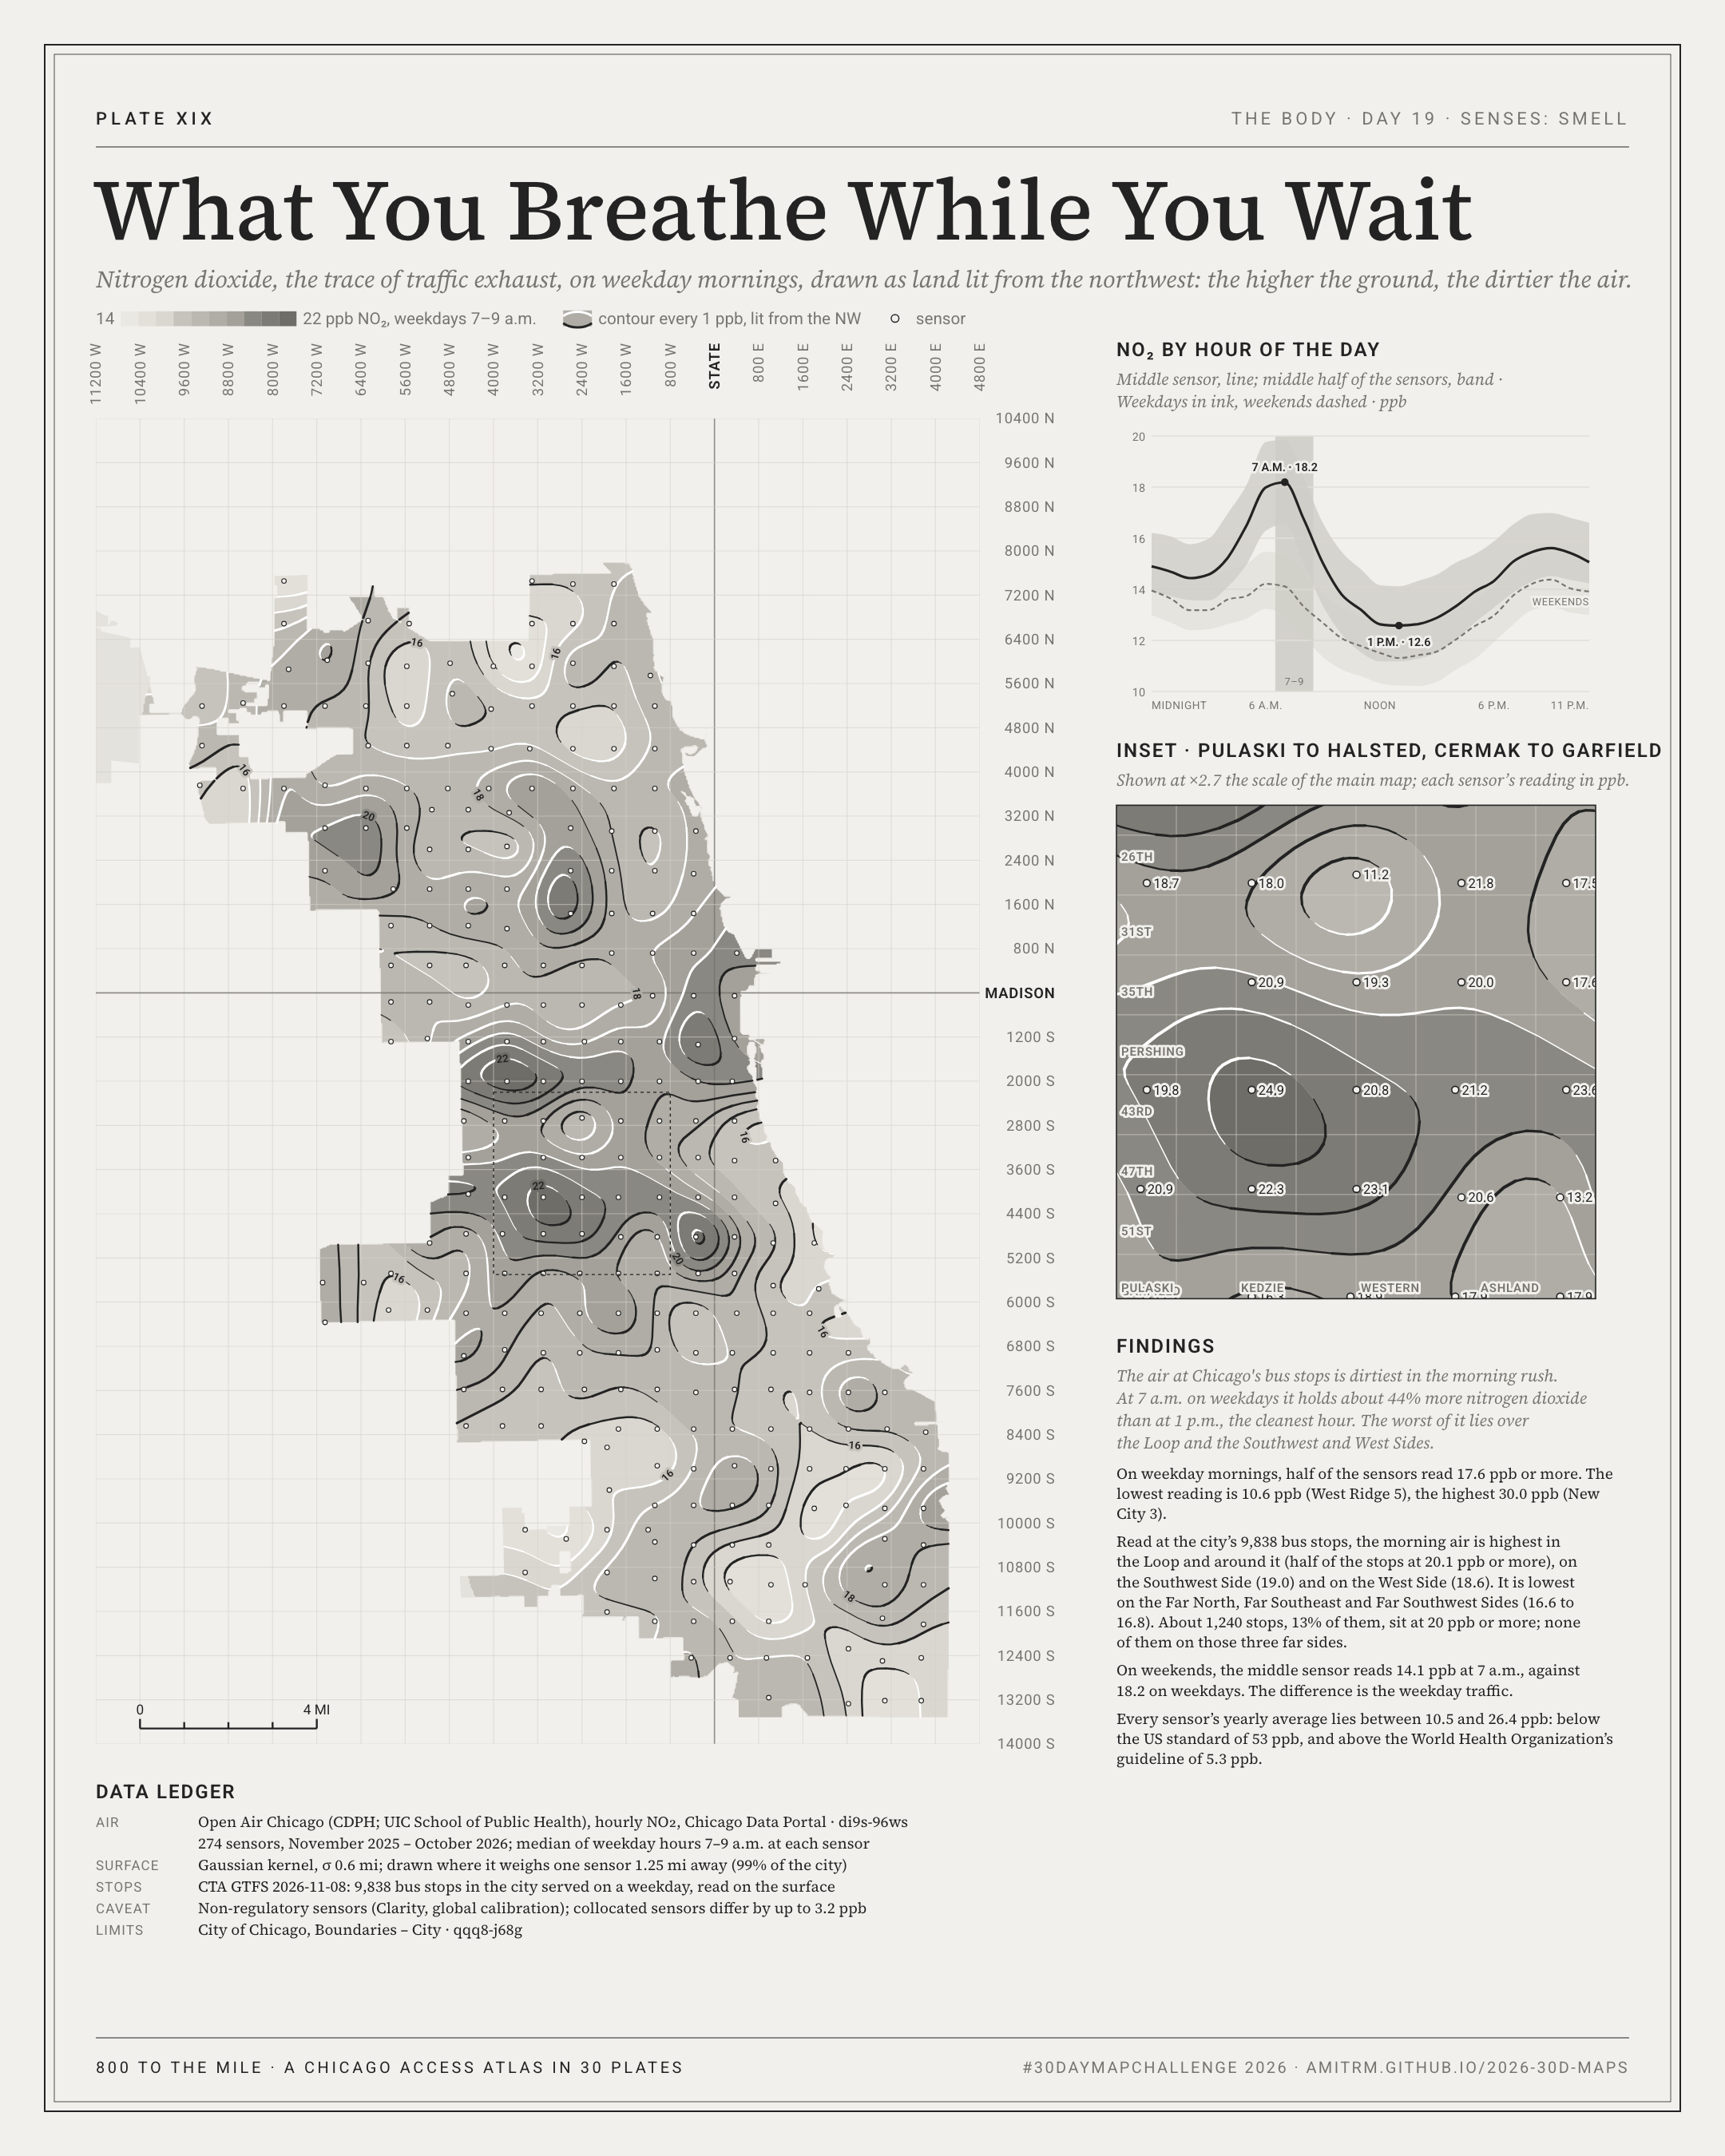 PLATE XIX
THE BODY · DAY 19 · SENSES: SMELL
What You Breathe While You Wait
Nitrogen dioxide, the trace of traffic exhaust, on weekday mornings, drawn as land lit from the northwest: the higher the ground, the dirtier the air.
14 22 ppb NO₂, weekdays 7–9 a.m. contour every 1 ppb, lit from the NW sensor
11200 W
10400 W
9600 W
8800 W
8000 W
7200 W
6400 W
5600 W
4800 W
4000 W
3200 W
2400 W
1600 W
800 W
STATE
800 E
1600 E
2400 E
3200 E
4000 E
4800 E
10400 N
9600 N
8800 N
8000 N
7200 N
6400 N
5600 N
4800 N
4000 N
3200 N
2400 N
1600 N
800 N
MADISON
1200 S
2000 S
2800 S
3600 S
4400 S
5200 S
6000 S
6800 S
7600 S
8400 S
9200 S
10000 S
10800 S
11600 S
12400 S
13200 S
14000 S
16
16
16
18
20
18
22
16
22
20
16
16
16
16
18
0 4 MI
NO₂ BY HOUR OF THE DAY
Middle sensor, line; middle half of the sensors, band ·
Weekdays in ink, weekends dashed · ppb
20
18
16
14
12
10
7 A.M. · 18.2
1 P.M. · 12.6
WEEKENDS
7–9
MIDNIGHT 6 A.M. NOON 6 P.M. 11 P.M.
INSET · PULASKI TO HALSTED, CERMAK TO GARFIELD
Shown at ×2.7 the scale of the main map; each sensor’s reading in ppb.
26TH
18.7 18.0 11.2 21.8 17.5
31ST
35TH
20.9 19.3 20.0 17.6
PERSHING
19.8 24.9 20.8 21.2 23.6
43RD
47TH
20.9 22.3 23.1 20.6 13.2
51ST
PULASKI KEDZIE WESTERN ASHLAND
17.9
FINDINGS
The air at Chicago's bus stops is dirtiest in the morning rush.
At 7 a.m. on weekdays it holds about 44% more nitrogen dioxide
than at 1 p.m., the cleanest hour. The worst of it lies over
the Loop and the Southwest and West Sides.
On weekday mornings, half of the sensors read 17.6 ppb or more. The
lowest reading is 10.6 ppb (West Ridge 5), the highest 30.0 ppb (New
City 3).
Read at the city’s 9,838 bus stops, the morning air is highest in
the Loop and around it (half of the stops at 20.1 ppb or more), on
the Southwest Side (19.0) and on the West Side (18.6). It is lowest
on the Far North, Far Southeast and Far Southwest Sides (16.6 to
16.8). About 1,240 stops, 13% of them, sit at 20 ppb or more; none
of them on those three far sides.
On weekends, the middle sensor reads 14.1 ppb at 7 a.m., against
18.2 on weekdays. The difference is the weekday traffic.
Every sensor’s yearly average lies between 10.5 and 26.4 ppb: below
the US standard of 53 ppb, and above the World Health Organization’s
guideline of 5.3 ppb.
DATA LEDGER
AIR Open Air Chicago (CDPH; UIC School of Public Health), hourly NO₂, Chicago Data Portal · di9s-96ws
274 sensors, November 2025 – October 2026; median of weekday hours 7–9 a.m. at each sensor
SURFACE Gaussian kernel, σ 0.6 mi; drawn where it weighs one sensor 1.25 mi away (99% of the city)
STOPS CTA GTFS 2026-11-08: 9,838 bus stops in the city served on a weekday, read on the surface
CAVEAT Non-regulatory sensors (Clarity, global calibration); collocated sensors differ by up to 3.2 ppb
LIMITS City of Chicago, Boundaries – City · qqq8-j68g
800 TO THE MILE · A CHICAGO ACCESS ATLAS IN 30 PLATES
#30DAYMAPCHALLENGE 2026 · AMITRM.GITHUB.IO/2026-30D-MAPS